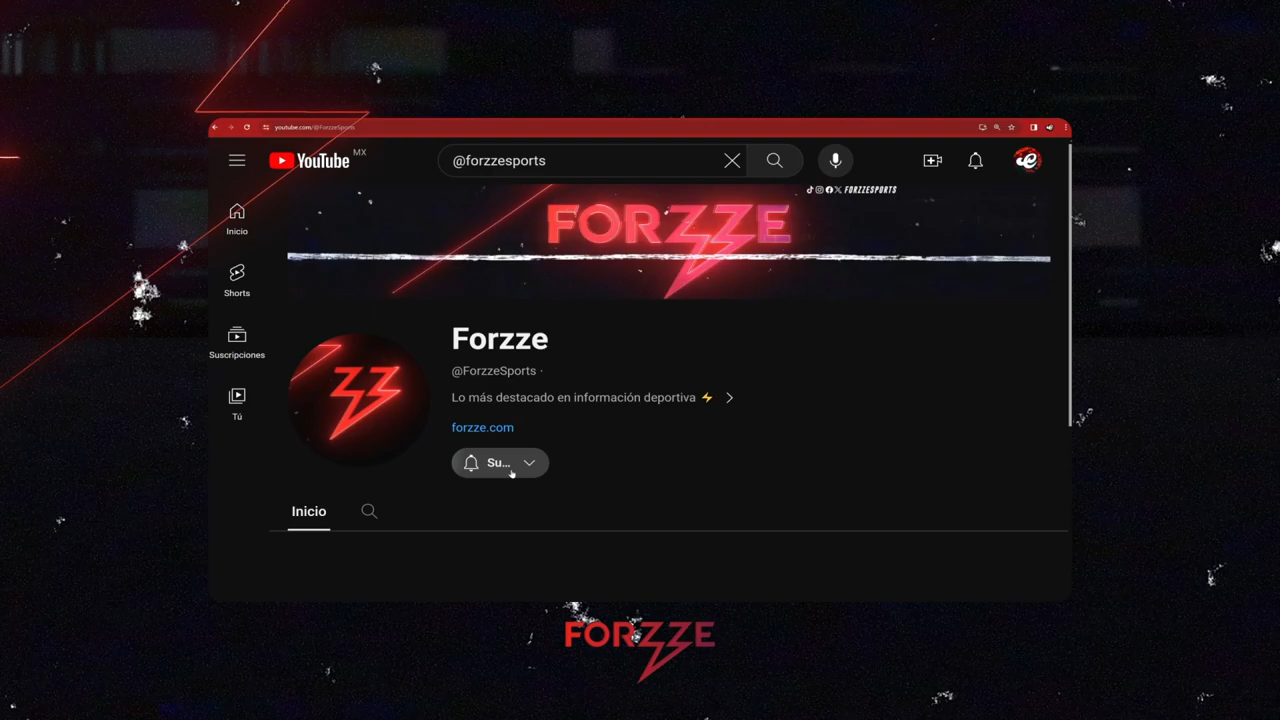 youtube.com/@ForzzeSports
YouTube MX
@forzzesports
FORZZESPORTS
FORZZE
Inicio
Shorts
Suscripciones
Tú
Forzze
@ForzzeSports ·
Lo más destacado en información deportiva ⚡
forzze.com
Su...
Inicio
FORZZE